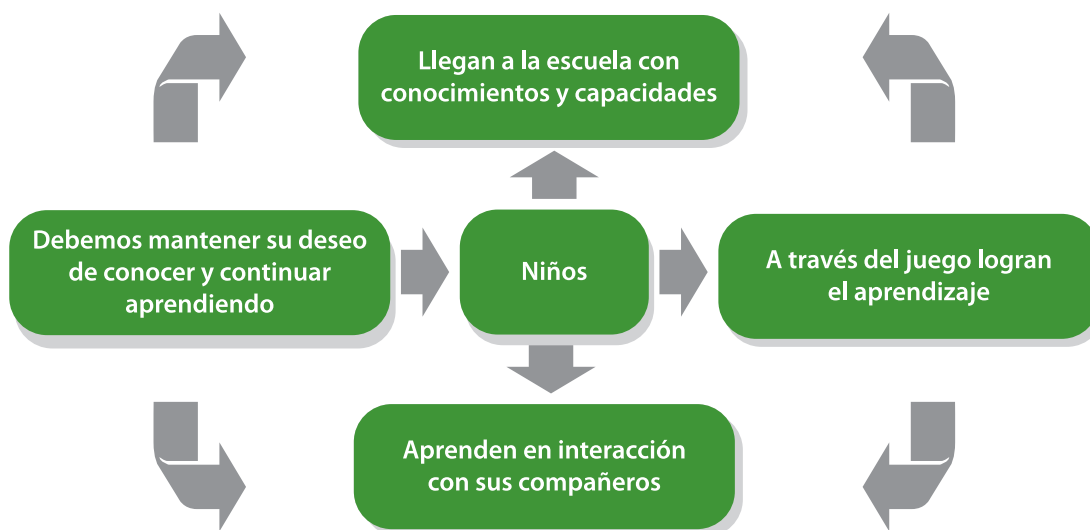 Llegan a la escuela con
conocimientos y capacidades
Debemos mantener su deseo
de conocer y continuar
aprendiendo
Niños
A través del juego logran
el aprendizaje
Aprenden en interacción
con sus compañeros